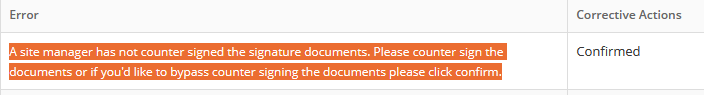 Error
Corrective Actions
A site manager has not counter signed the signature documents. Please counter sign the
documents or if you'd like to bypass counter signing the documents please click confirm.
Confirmed